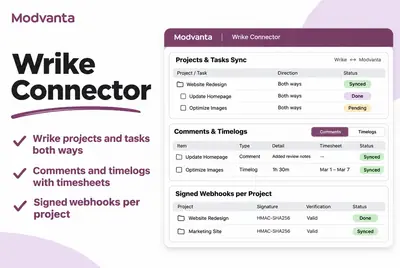 Modvanta
Wrike
Connector
Wrike projects and tasks
both ways
Comments and timelogs
with timesheets
Signed webhooks per
project
Modvanta Wrike Connector
Projects & Tasks Sync Wrike ↔ Modvanta
Project / Task Direction Status
Website Redesign Both ways Synced
Update Homepage Both ways Done
Optimize Images Both ways Pending
Comments & Timelogs Comments Timelogs
Item Type Detail Timesheet Status
Update Homepage Comment Added review notes — Synced
Optimize Images Timelog 1h 30m Mar 1 – Mar 7 Synced
Signed Webhooks per Project
Project Signature Verification Status
Website Redesign HMAC-SHA256 Valid Done
Marketing Site HMAC-SHA256 Valid Synced